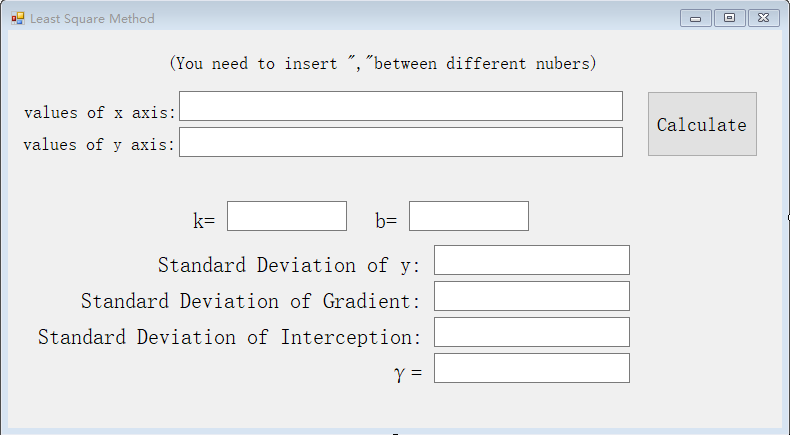 Least Square Method
(You need to insert ","between different nubers)
values of x axis:
Calculate
values of y axis:
k= b=
Standard Deviation of y:
Standard Deviation of Gradient:
Standard Deviation of Interception:
γ=